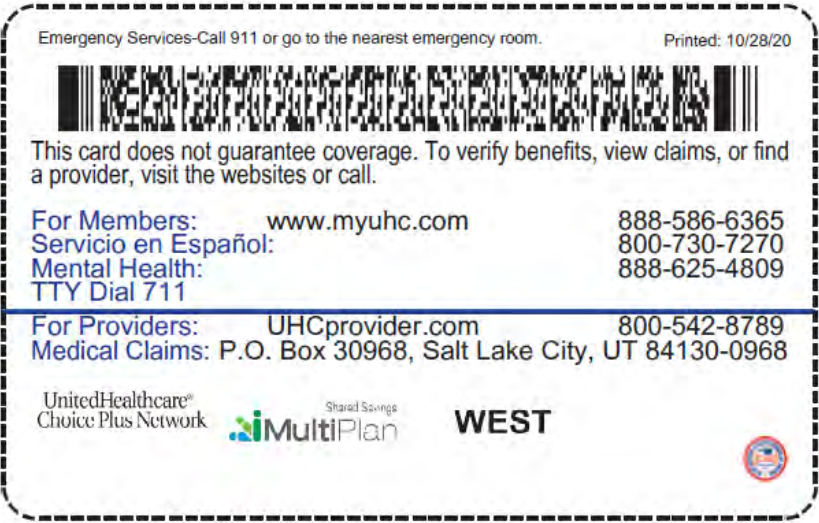 Emergency Services-Call 911 or go to the nearest emergency room. Printed: 10/28/20
This card does not guarantee coverage. To verify benefits, view claims, or find
a provider, visit the websites or call.
For Members: www.myuhc.com 888-586-6365
Servicio en Español: 800-730-7270
Mental Health: 888-625-4809
TTY Dial 711
For Providers: UHCprovider.com 800-542-8789
Medical Claims: P.O. Box 30968, Salt Lake City, UT 84130-0968
UnitedHealthcare®
Choice Plus Network
Shared Savings
MultiPlan
WEST